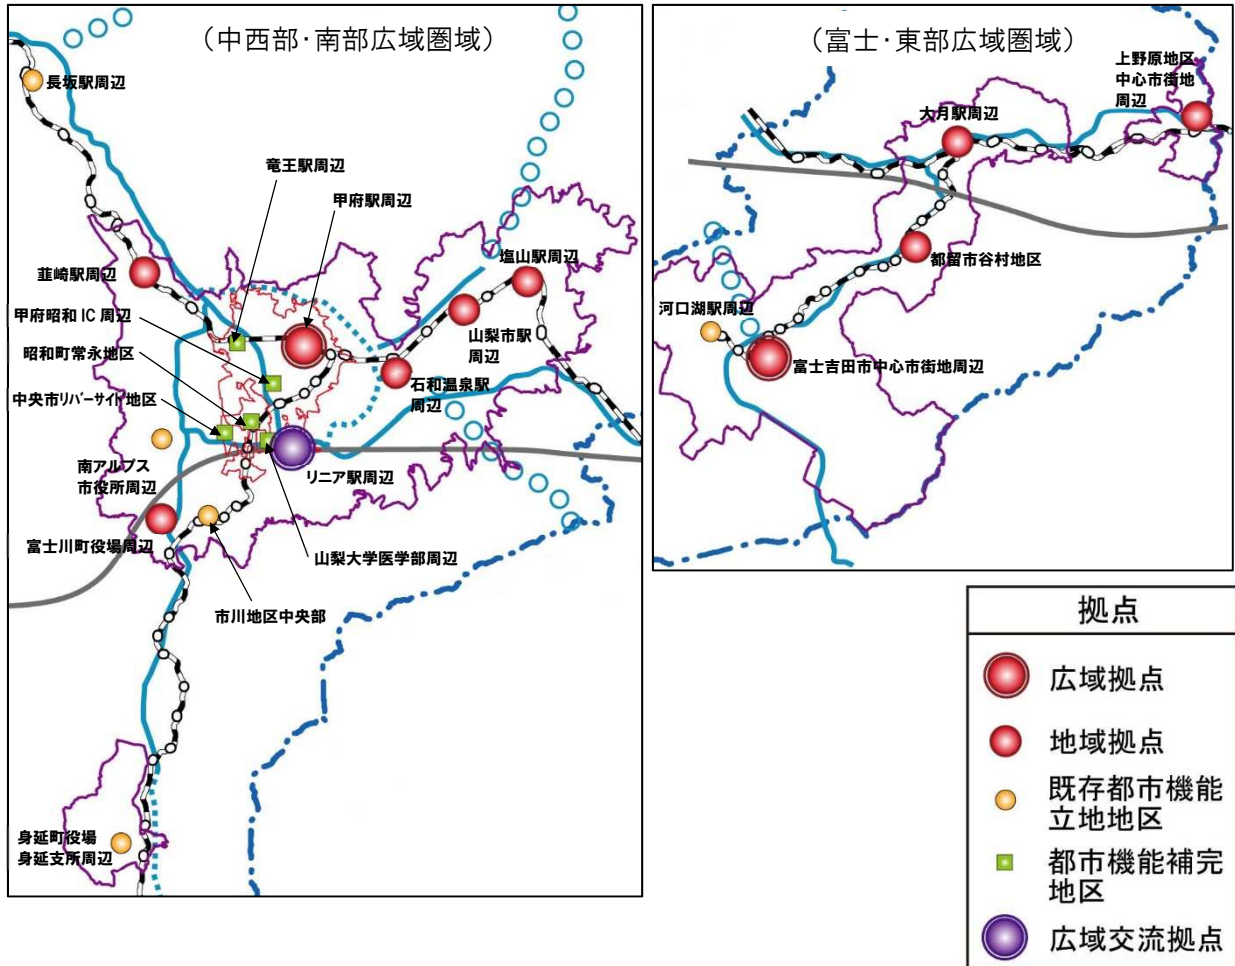 （中西部･南部広域圏域）
長坂駅周辺
竜王駅周辺
甲府駅周辺
塩山駅周辺
韮崎駅周辺
甲府昭和IC周辺
山梨市駅
周辺
昭和町常永地区
石和温泉駅
周辺
中央市ﾘﾊﾞｰｻｲﾄﾞ地区
南アルプス
市役所周辺
リニア駅周辺
富士川町役場周辺
山梨大学医学部周辺
市川地区中央部
身延町役場
身延支所周辺
（富士･東部広域圏域）
上野原地区
中心市街地
周辺
大月駅周辺
都留市谷村地区
河口湖駅周辺
富士吉田市中心市街地周辺
拠点
広域拠点
地域拠点
既存都市機能
立地地区
都市機能補完
地区
広域交流拠点